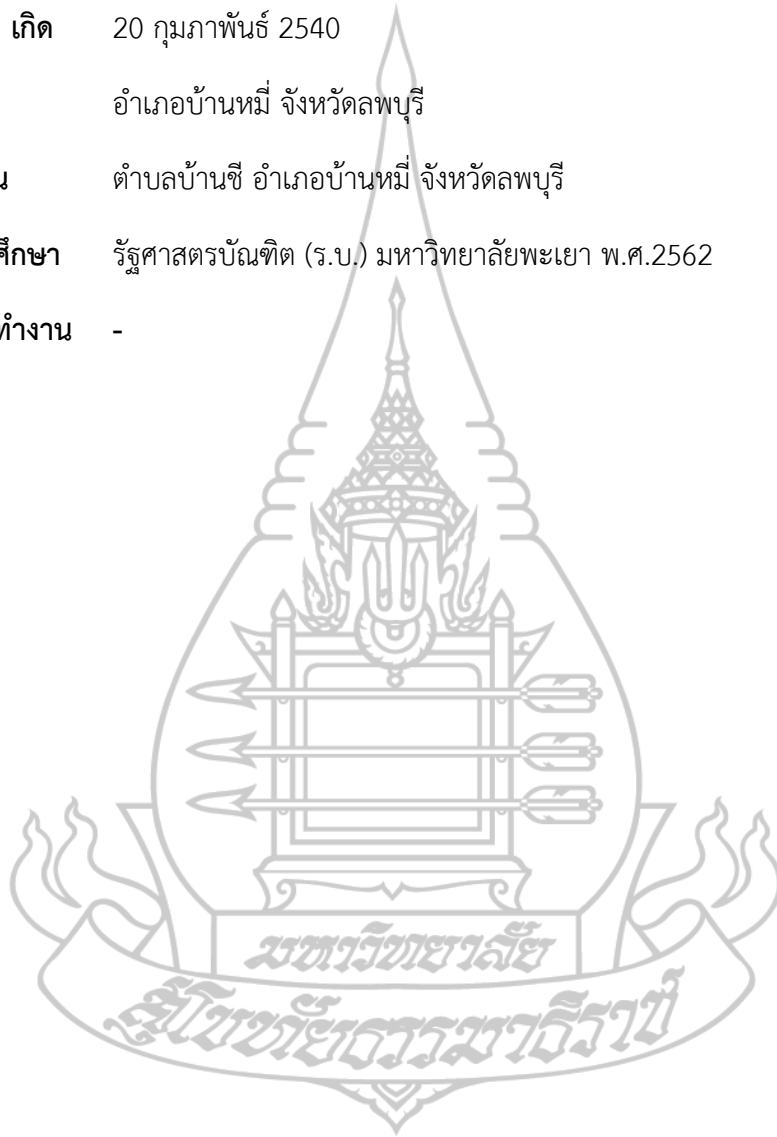 เกิด 20 กุมภาพันธ์ 2540
อำเภอบ้านหมี่ จังหวัดลพบุรี
น ตำบลบ้านชี อำเภอบ้านหมี่ จังหวัดลพบุรี
ศึกษา รัฐศาสตรบัณฑิต (ร.บ.) มหาวิทยาลัยพะเยา พ.ศ.2562
ทำงาน -
มหาวิทยาลัย
สุโขทัยธรรมาธิราช